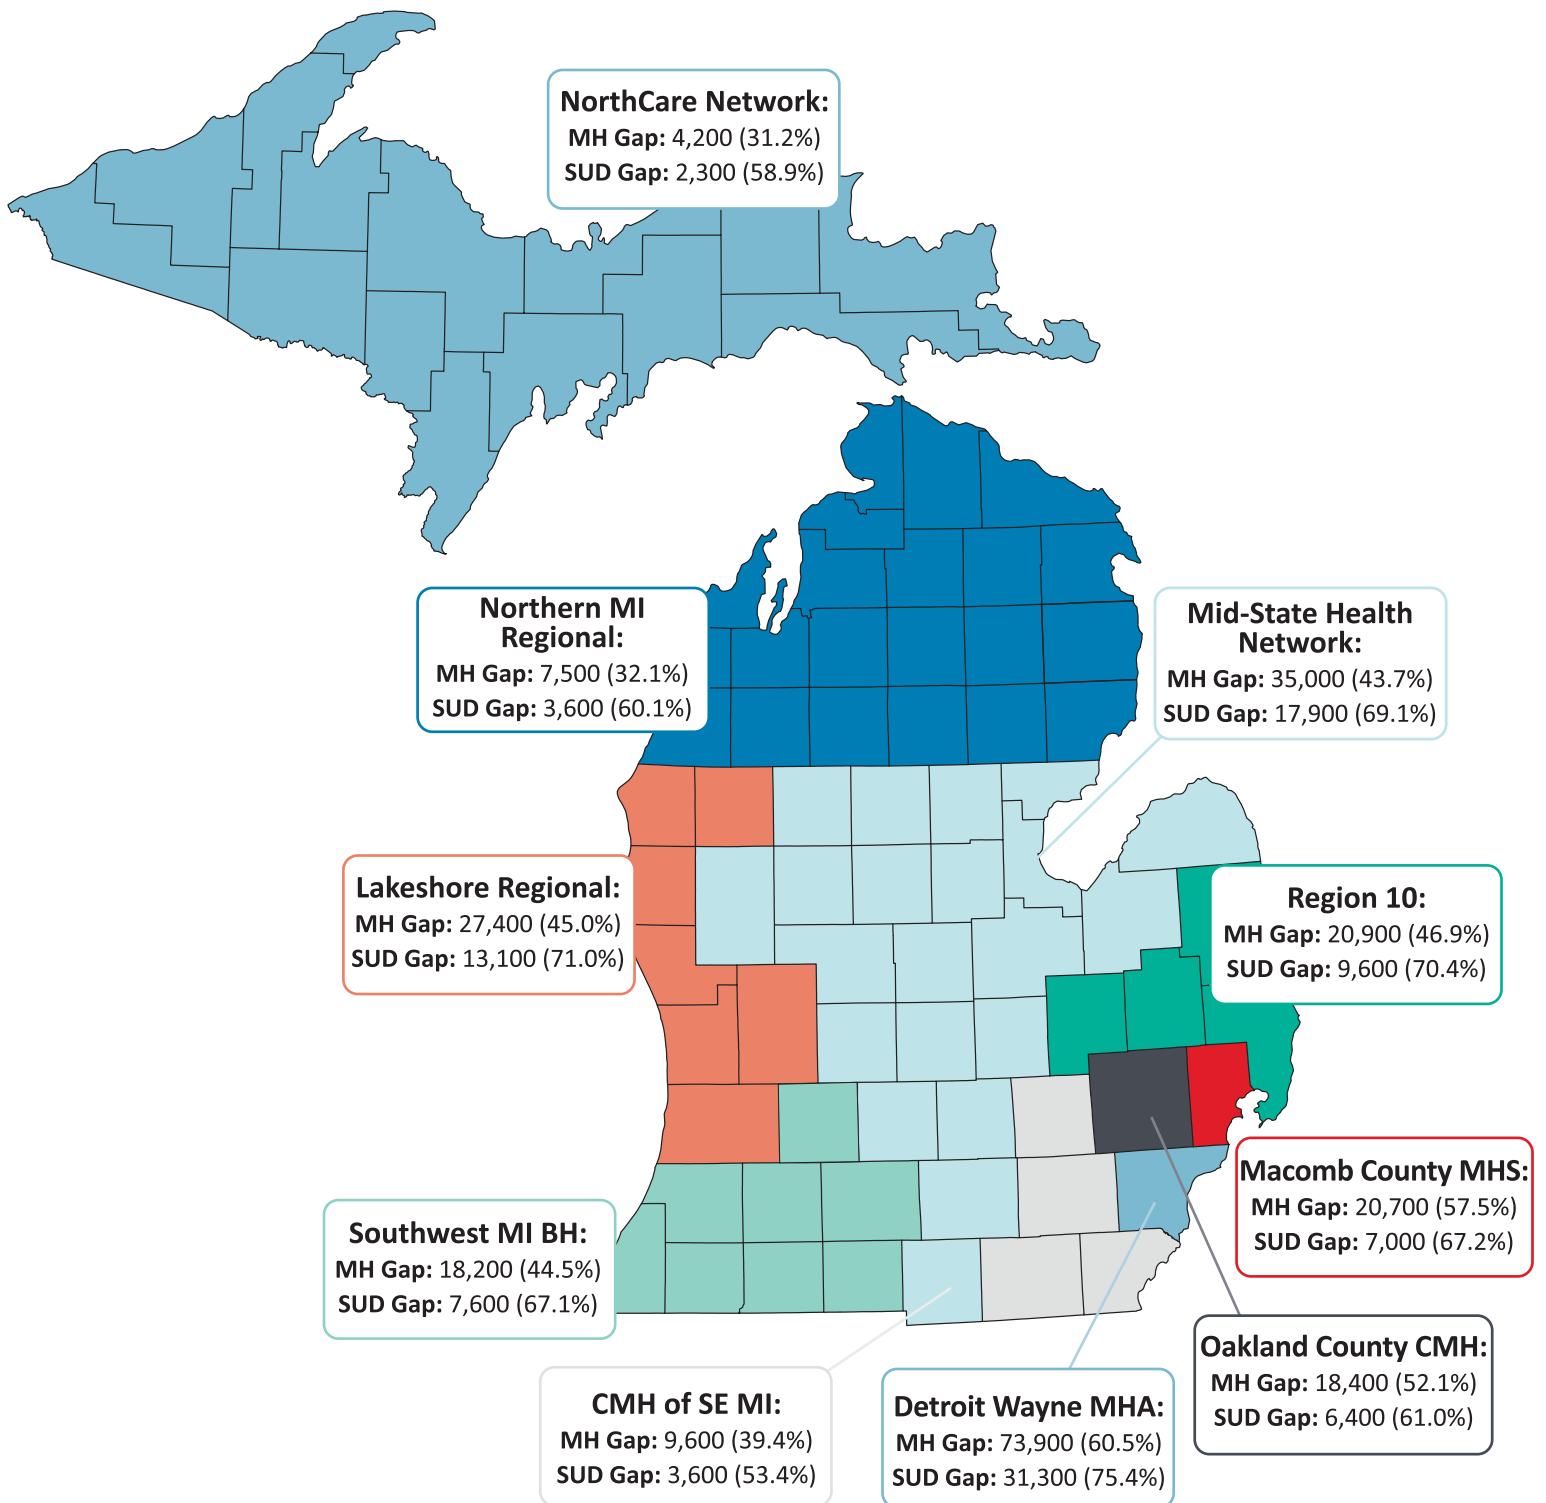 NorthCare Network:
MH Gap: 4,200 (31.2%)
SUD Gap: 2,300 (58.9%)
Northern MI
Regional:
MH Gap: 7,500 (32.1%)
SUD Gap: 3,600 (60.1%)
Mid-State Health
Network:
MH Gap: 35,000 (43.7%)
SUD Gap: 17,900 (69.1%)
Lakeshore Regional:
MH Gap: 27,400 (45.0%)
SUD Gap: 13,100 (71.0%)
Region 10:
MH Gap: 20,900 (46.9%)
SUD Gap: 9,600 (70.4%)
Macomb County MHS:
MH Gap: 20,700 (57.5%)
SUD Gap: 7,000 (67.2%)
Southwest MI BH:
MH Gap: 18,200 (44.5%)
SUD Gap: 7,600 (67.1%)
Oakland County CMH:
MH Gap: 18,400 (52.1%)
SUD Gap: 6,400 (61.0%)
CMH of SE MI:
MH Gap: 9,600 (39.4%)
SUD Gap: 3,600 (53.4%)
Detroit Wayne MHA:
MH Gap: 73,900 (60.5%)
SUD Gap: 31,300 (75.4%)